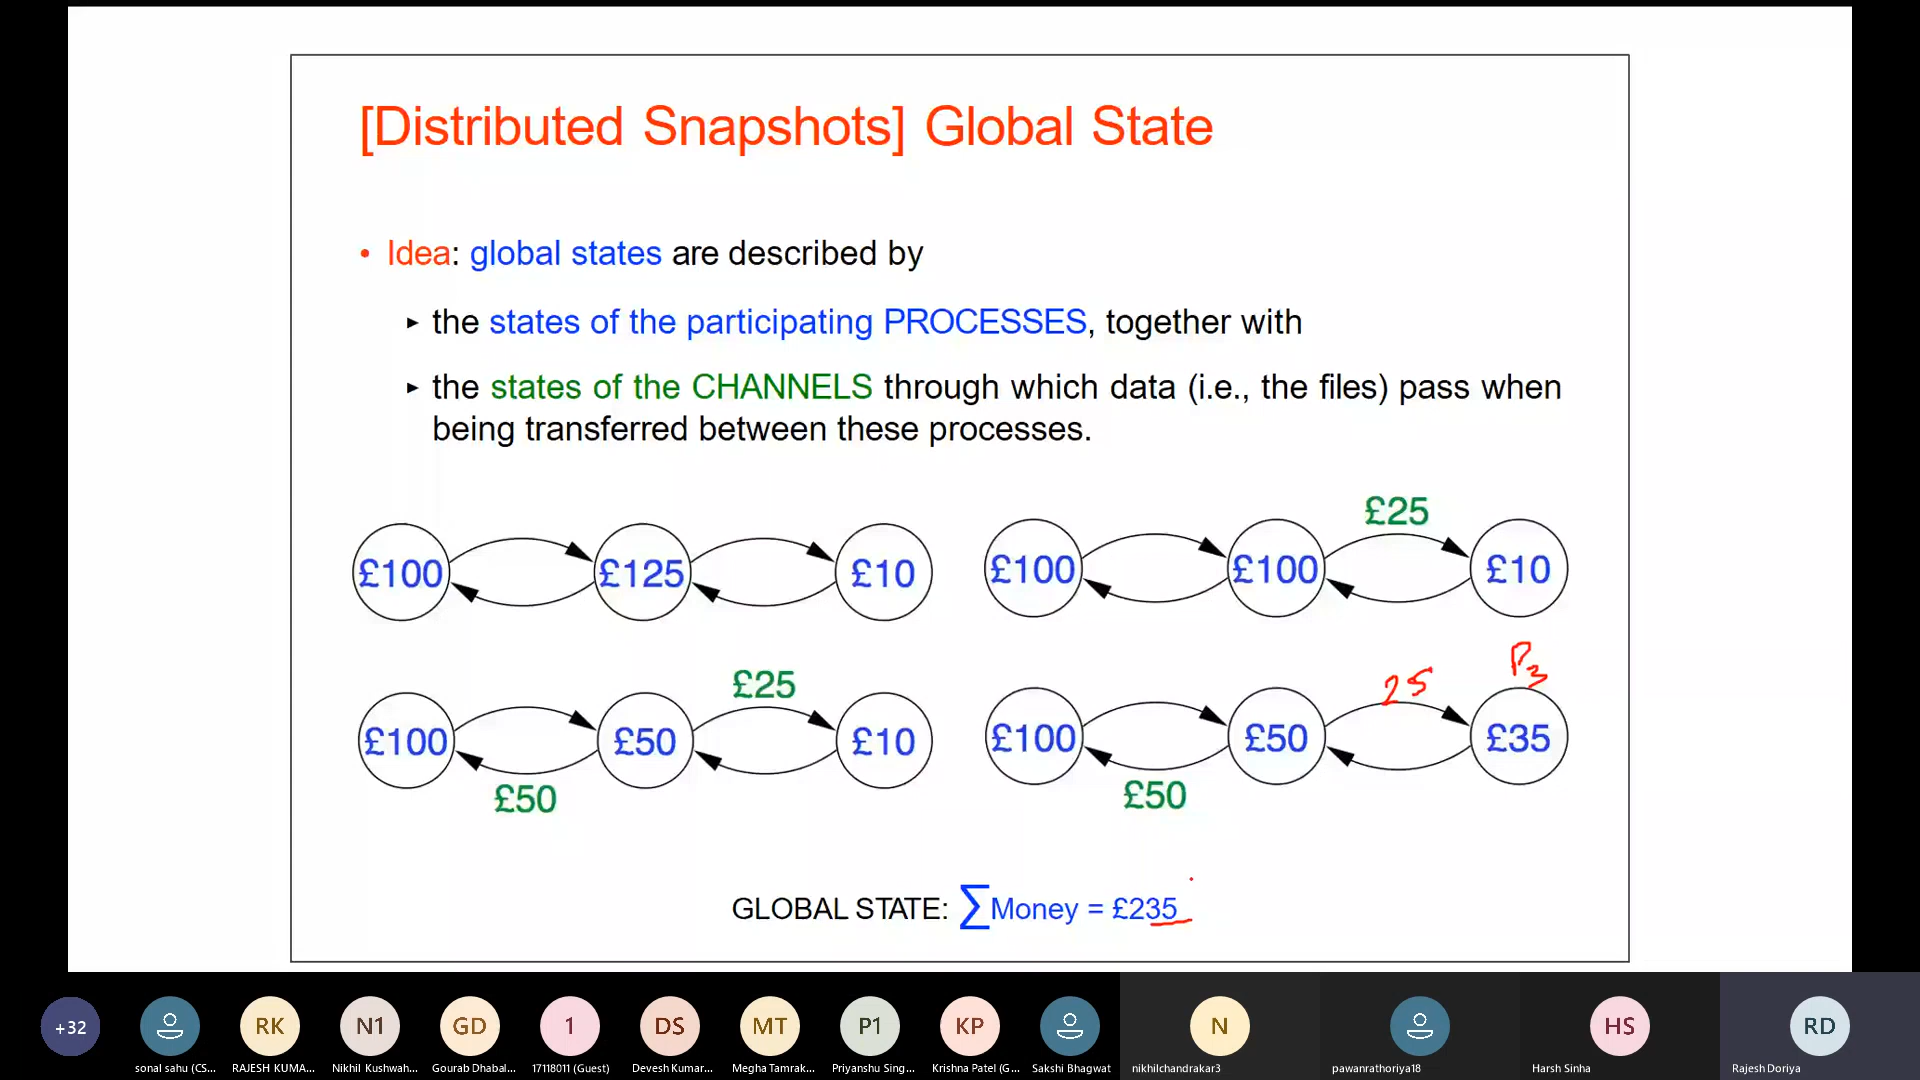 [Distributed Snapshots] Global State
• Idea: global states are described by
▸ the states of the participating PROCESSES, together with
▸ the states of the CHANNELS through which data (i.e., the files) pass when
being transferred between these processes.
£25
£100 £125 £10 £100 £100 £10
P3
£25 25
£100 £50 £10 £100 £50 £35
£50 £50
GLOBAL STATE: ∑Money = £235
+32 RK N1 GD 1 DS MT P1 KP N HS RD
sonal sahu (CS... RAJESH KUMA... Nikhil Kushwah... Gourab Dhabal... 17118011 (Guest) Devesh Kumar... Megha Tamrak... Priyanshu Sing... Krishna Patel (G... Sakshi Bhagwat nikhilchandrakar3 pawanrathoriya18 Harsh Sinha Rajesh Doriya